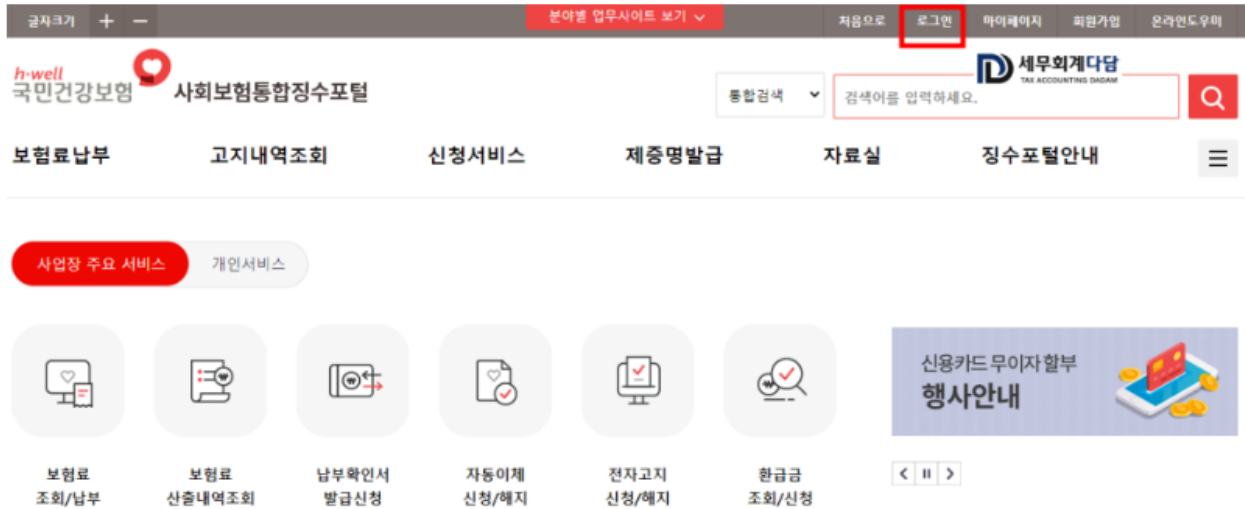 글자크기 + −
분야별 업무사이트 보기
처음으로 로그인 마이페이지 회원가입 온라인도우미
h·well
국민건강보험 사회보험통합징수포털
세무회계다담
TAX ACCOUNTING DADAM
통합검색 검색어를 입력하세요.
보험료납부 고지내역조회 신청서비스 제증명발급 자료실 징수포털안내
사업장 주요 서비스 개인서비스
보험료
조회/납부
보험료
산출내역조회
납부확인서
발급신청
자동이체
신청/해지
전자고지
신청/해지
환급금
조회/신청
신용카드 무이자 할부
행사안내